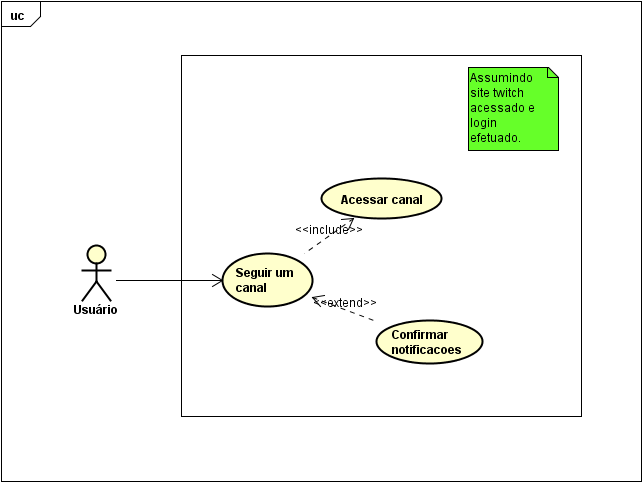 uc
Assumindo
site twitch
acessado e
login
efetuado.
Acessar canal
<<include>>
Seguir um
canal
<<extend>>
Usuário
Confirmar
notificacoes